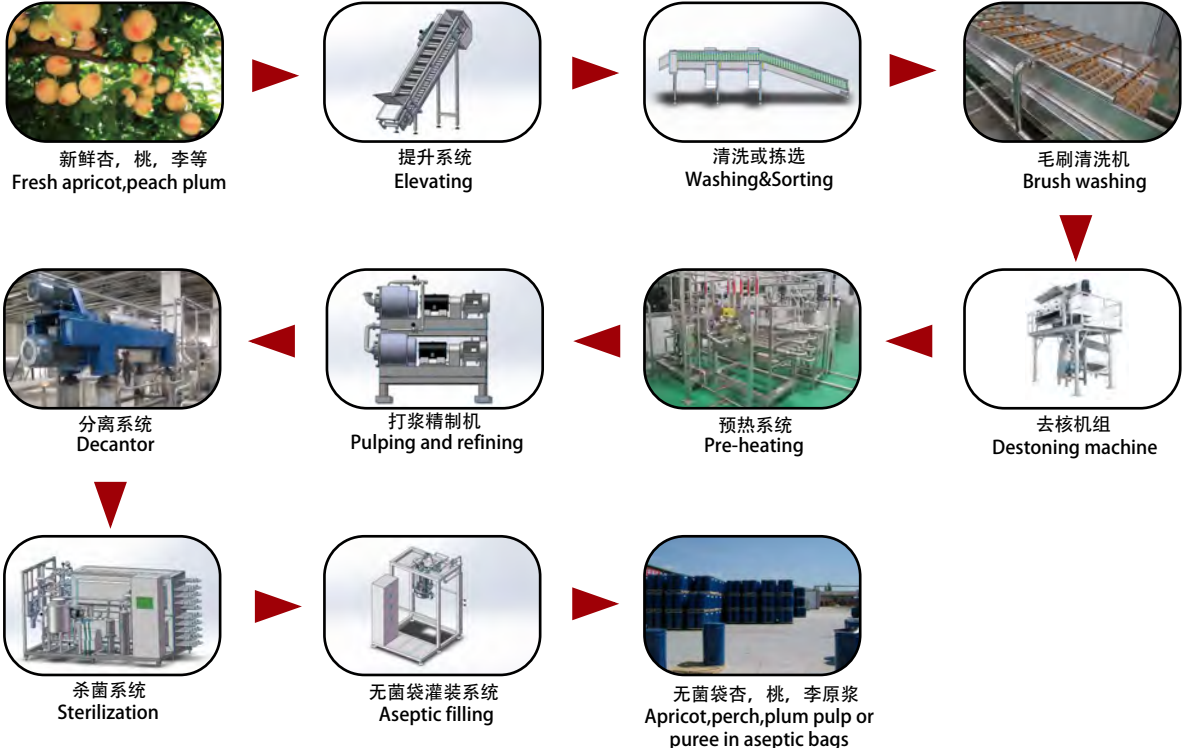 新鲜杏，桃，李等
Fresh apricot,peach plum
提升系统
Elevating
清洗或拣选
Washing&Sorting
毛刷清洗机
Brush washing
去核机组
Destoning machine
预热系统
Pre-heating
打浆精制机
Pulping and refining
分离系统
Decantor
杀菌系统
Sterilization
无菌袋灌装系统
Aseptic filling
无菌袋杏，桃，李原浆
Apricot,perch,plum pulp or
puree in aseptic bags